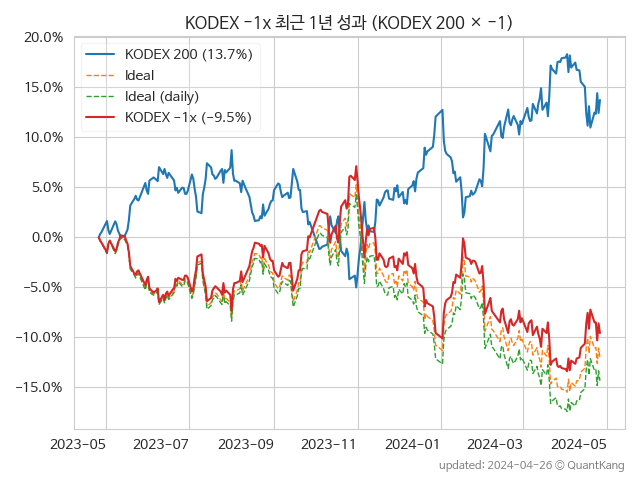 KODEX -1x 최근 1년 성과 (KODEX 200 × -1)
20.0%
15.0%
10.0%
5.0%
0.0%
-5.0%
-10.0%
-15.0%
KODEX 200 (13.7%)
Ideal
Ideal (daily)
KODEX -1x (-9.5%)
2023-05 2023-07 2023-09 2023-11 2024-01 2024-03 2024-05
updated: 2024-04-26 © QuantKang